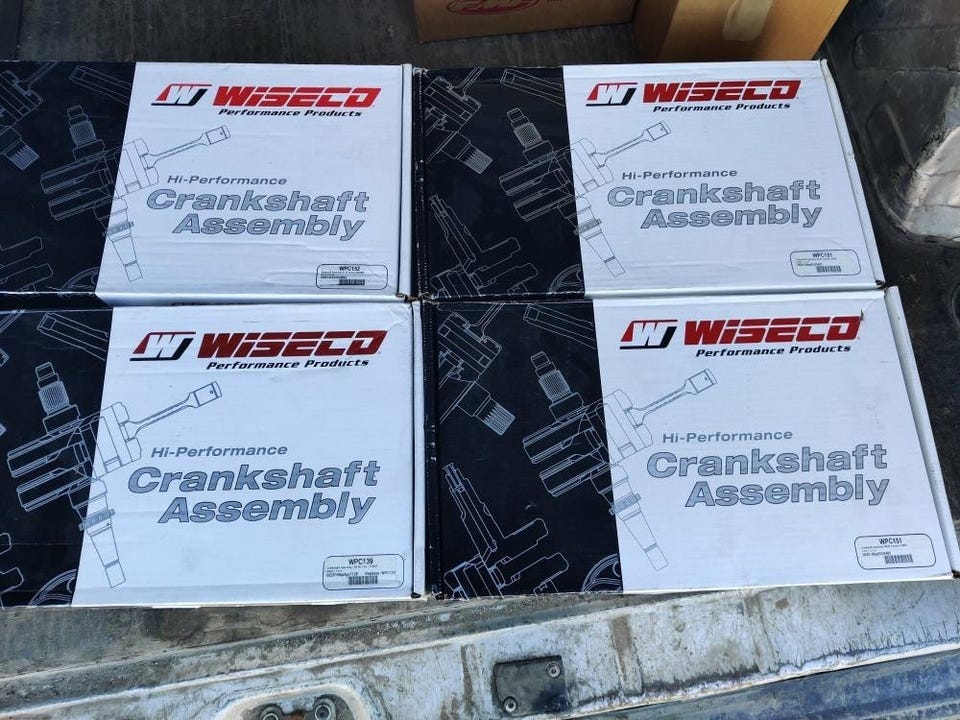 FMF
W WISECO
Performance Products
Hi-Performance
Crankshaft
Assembly
WPC152
W WISECO
Performance Products
Hi-Performance
Crankshaft
Assembly
WPC151
W WISECO
Performance Products
Hi-Performance
Crankshaft
Assembly
WPC139
W WISECO
Performance Products
Hi-Performance
Crankshaft
Assembly
WPC151